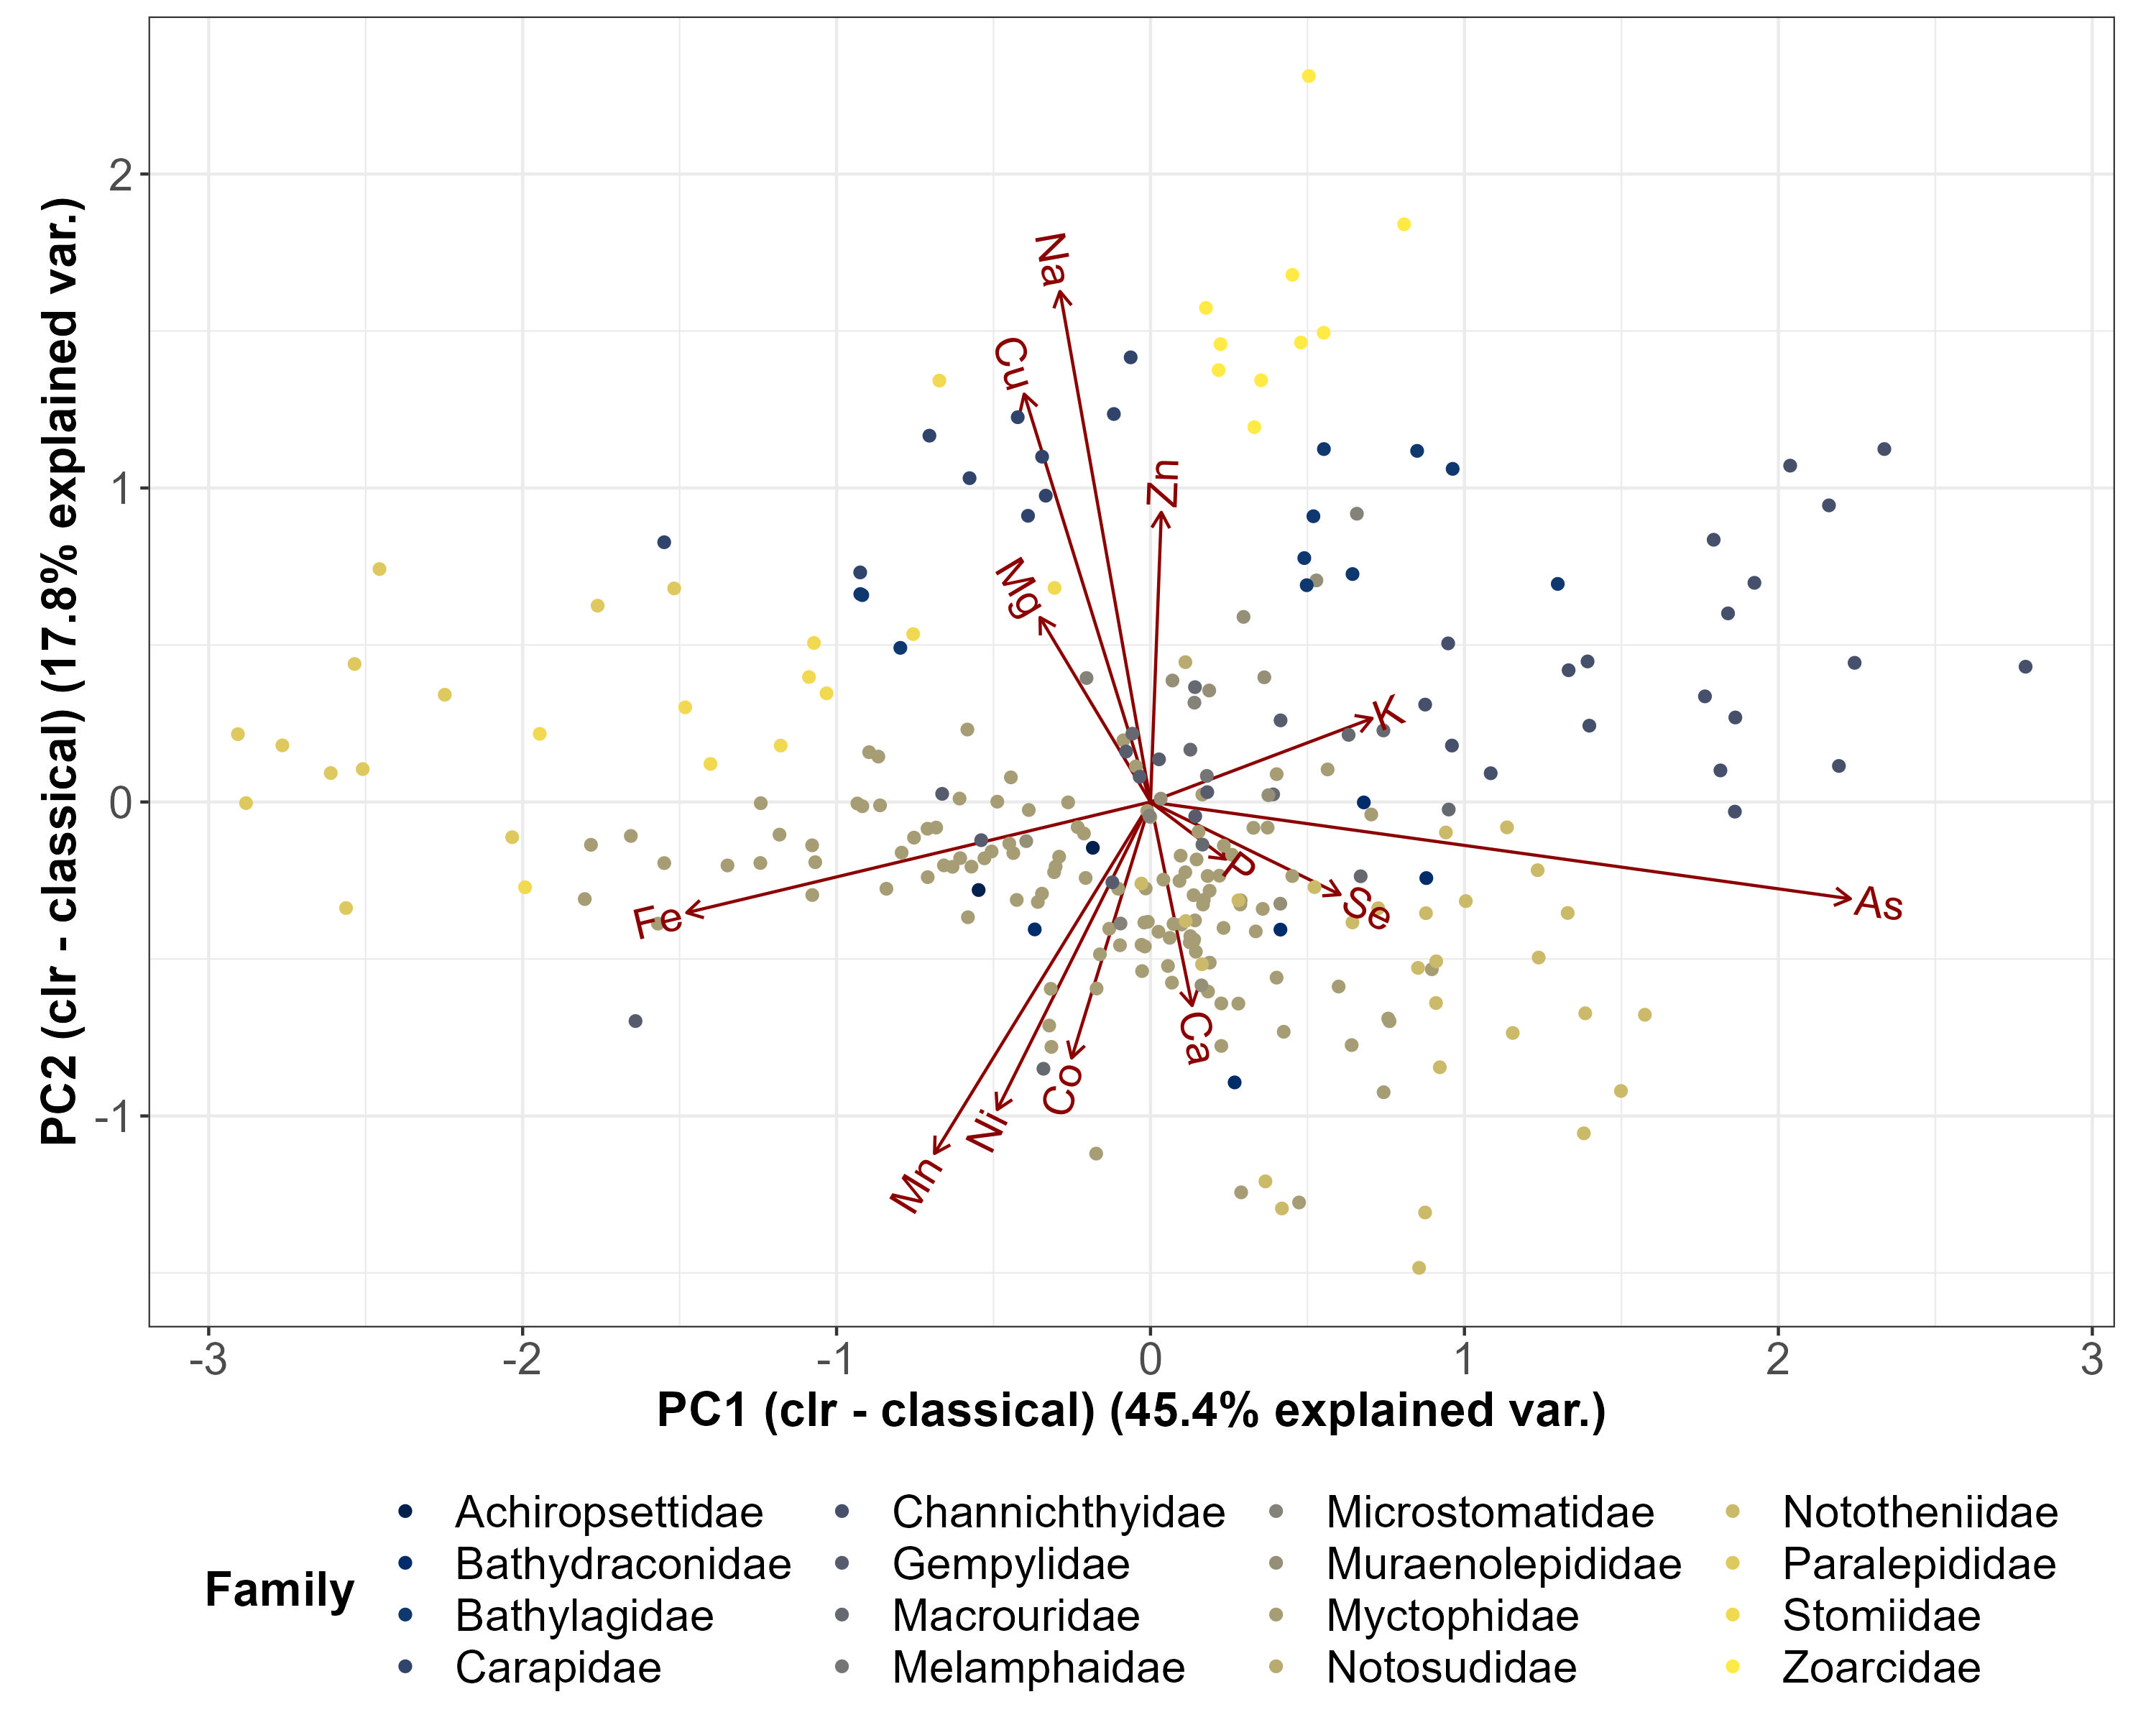 PC2 (clr - classical) (17.8% explained var.)
2
1
0
-1
Na
Cu
Zn
Mg
K
P
Se
As
Fe
Ca
Co
Ni
Mn
-3 -2 -1 0 1 2 3
PC1 (clr - classical) (45.4% explained var.)
Family
Achiropsettidae
Bathydraconidae
Bathylagidae
Carapidae
Channichthyidae
Gempylidae
Macrouridae
Melamphaidae
Microstomatidae
Muraenolepididae
Myctophidae
Notosudidae
Nototheniidae
Paralepididae
Stomiidae
Zoarcidae